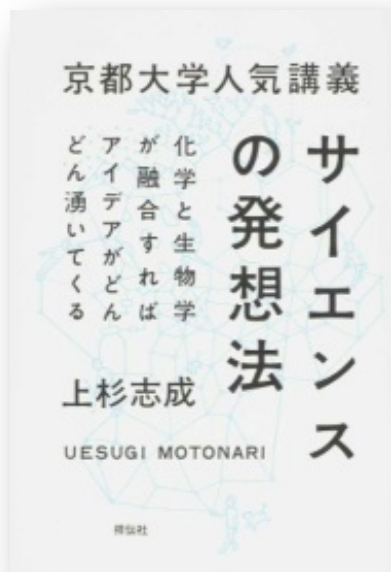 京都大学人気講義
サイエンス
の発想法
化学と生物学
が融合すれば
アイデアがどん
どん湧いてくる
上杉志成
UESUGI MOTONARI
祥伝社